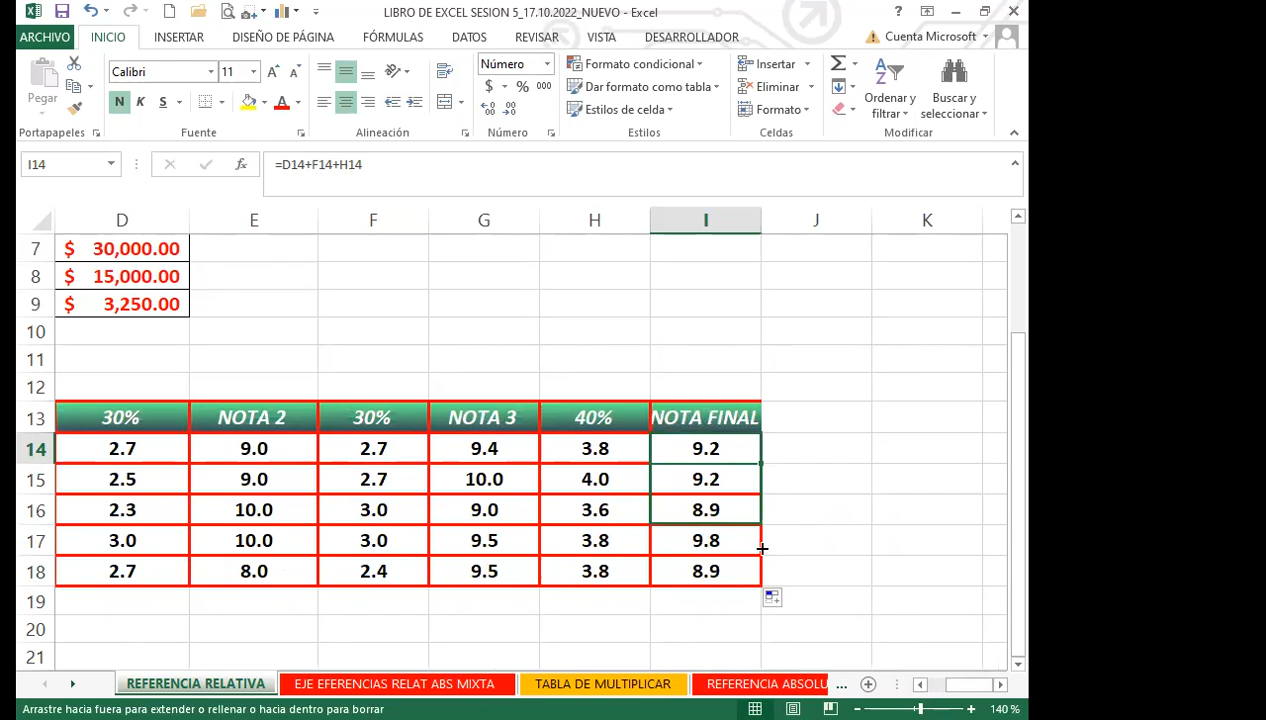 LIBRO DE EXCEL SESION 5_17.10.2022_NUEVO - Excel
?
ARCHIVO INICIO INSERTAR DISEÑO DE PÁGINA FÓRMULAS DATOS REVISAR VISTA DESARROLLADOR Cuenta Microsoft
Pegar
Calibri 11
N K S
Número
$ % 000
Formato condicional
Dar formato como tabla
Estilos de celda
Insertar
Eliminar
Formato
Ordenar y filtrar
Buscar y seleccionar
Portapapeles Fuente Alineación Número Estilos Celdas Modificar
I14 fx =D14+F14+H14
D E F G H I J K
7 $ 30,000.00
8 $ 15,000.00
9 $ 3,250.00
10
11
12
13 30% NOTA 2 30% NOTA 3 40% NOTA FINAL
14 2.7 9.0 2.7 9.4 3.8 9.2
15 2.5 9.0 2.7 10.0 4.0 9.2
16 2.3 10.0 3.0 9.0 3.6 8.9
17 3.0 10.0 3.0 9.5 3.8 9.8
18 2.7 8.0 2.4 9.5 3.8 8.9
19
20
21
REFERENCIA RELATIVA EJE EFERENCIAS RELAT ABS MIXTA TABLA DE MULTIPLICAR REFERENCIA ABSOLU ...
Arrastre hacia fuera para extender o rellenar o hacia dentro para borrar 140 %